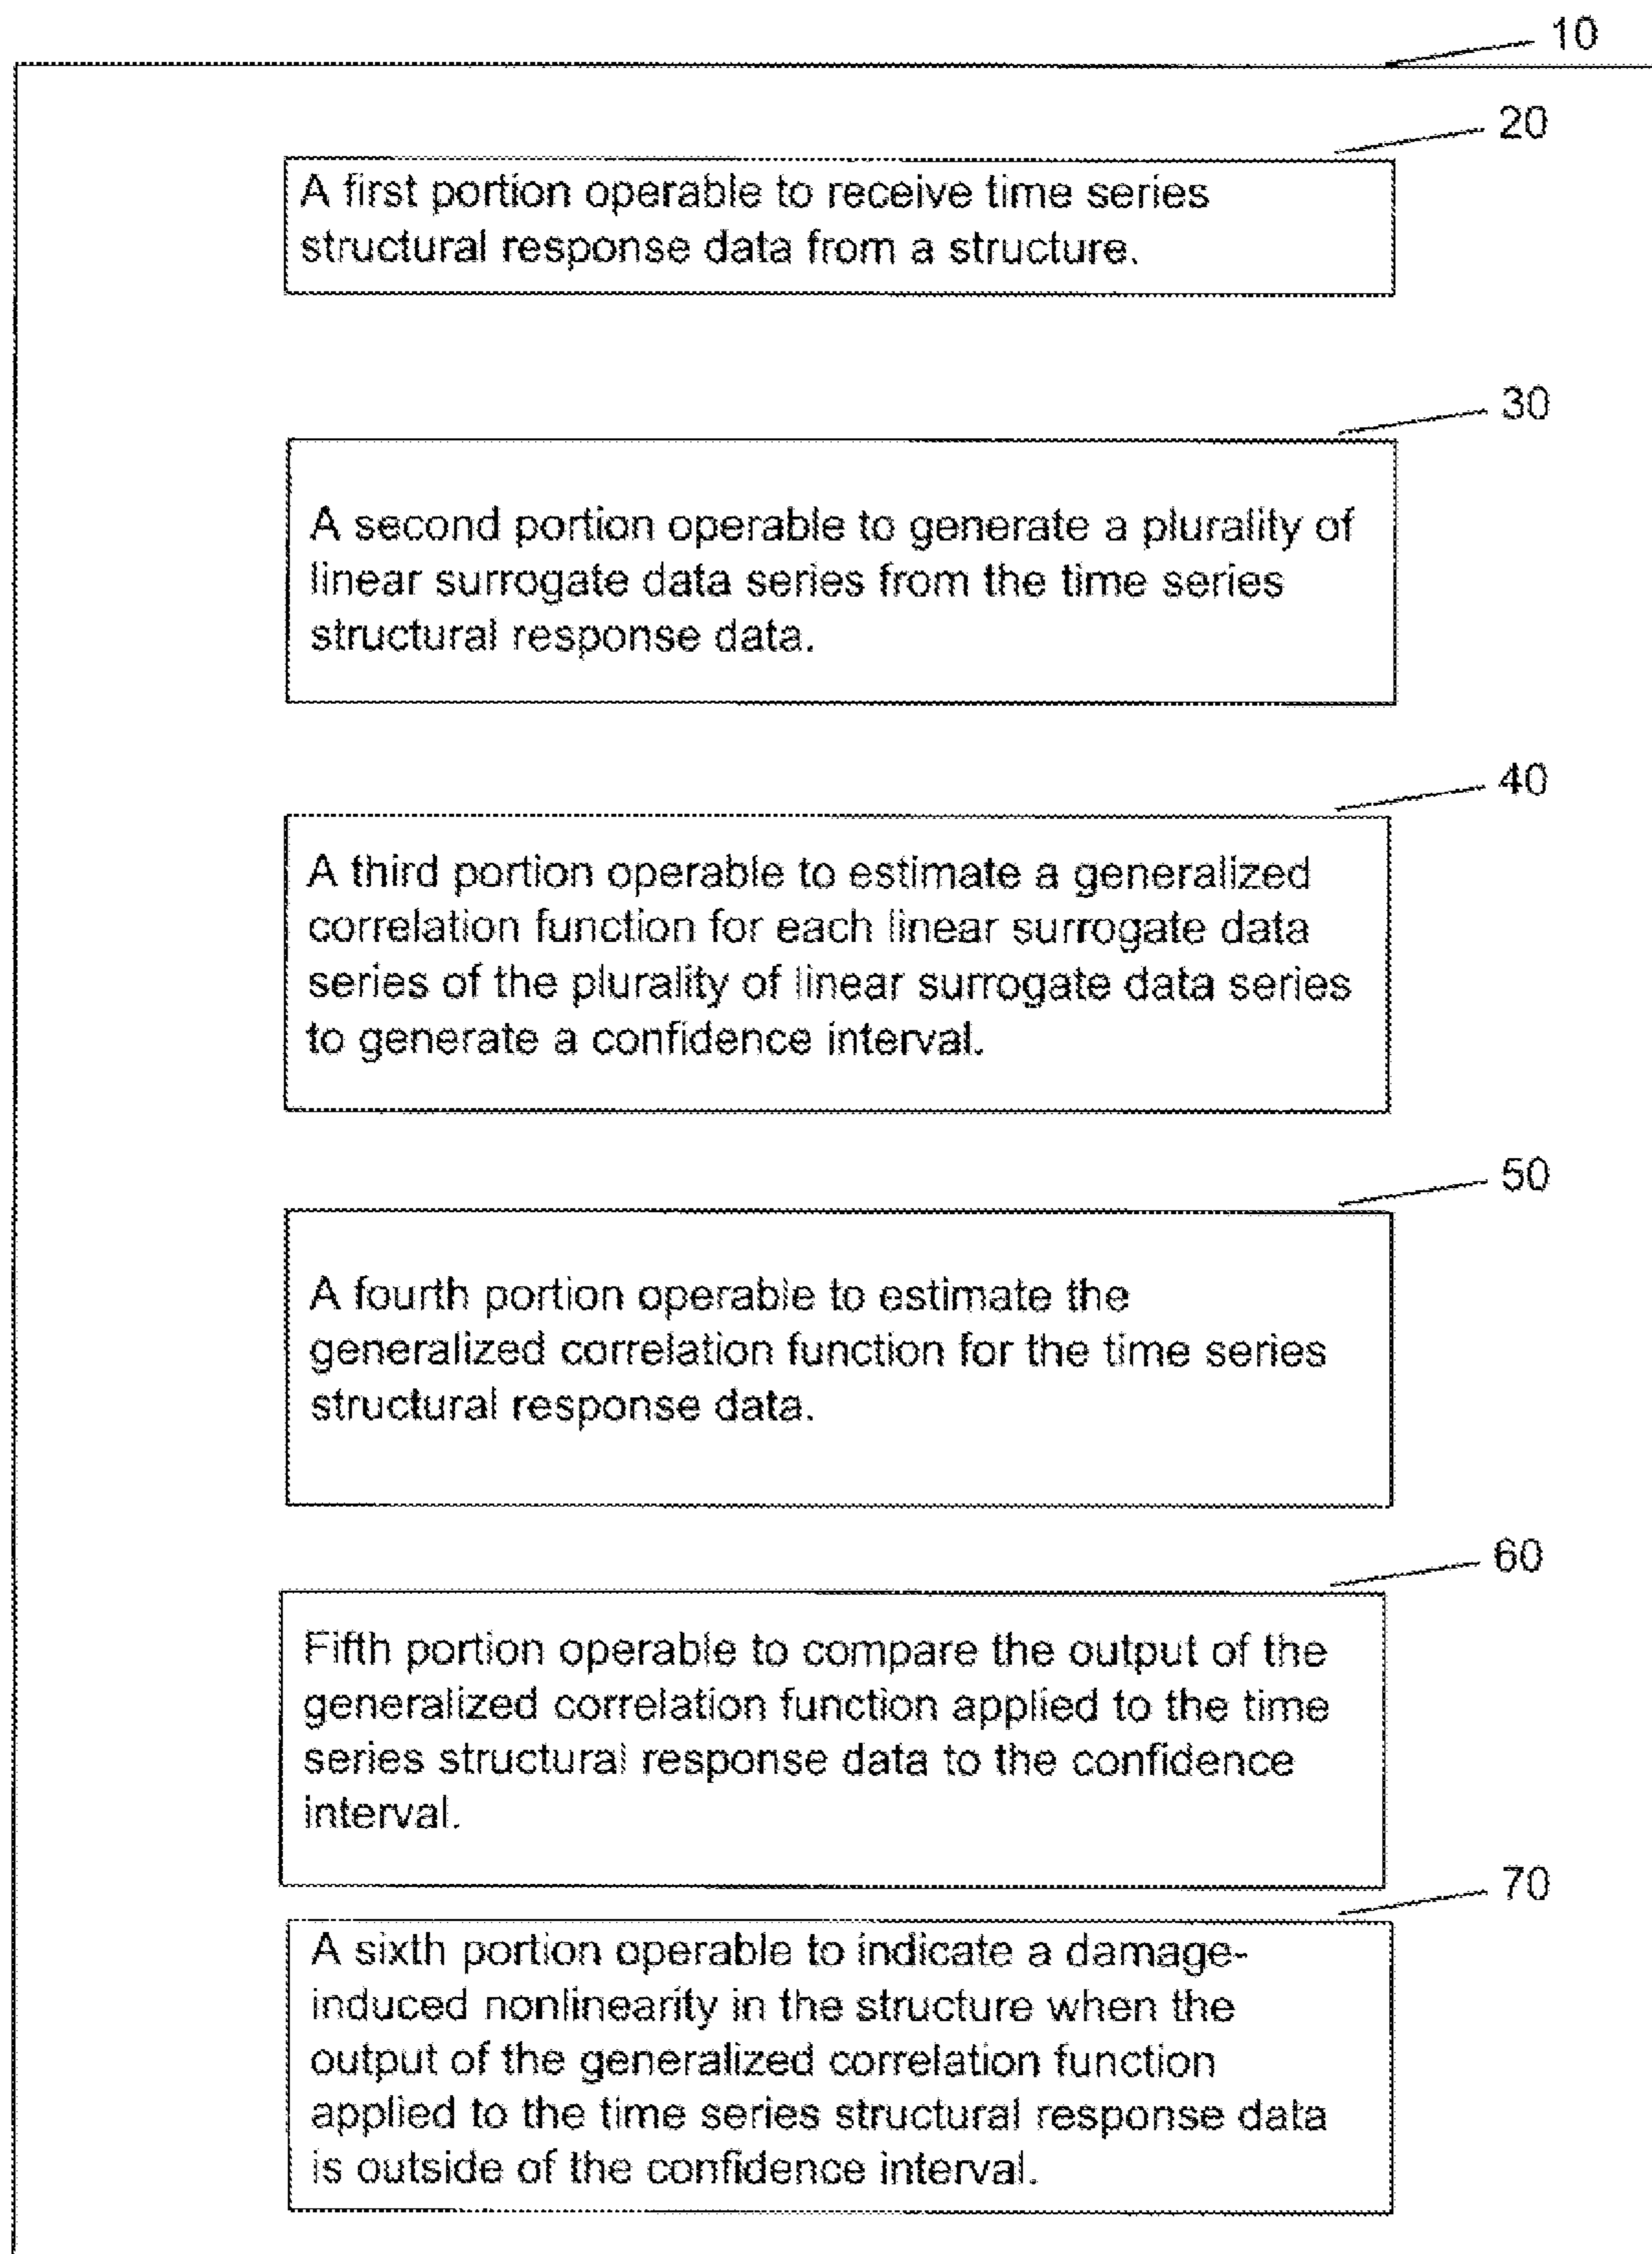 10
20
A first portion operable to receive time series
structural response data from a structure.
30
A second portion operable to generate a plurality of
linear surrogate data series from the time series
structural response data.
40
A third portion operable to estimate a generalized
correlation function for each linear surrogate data
series of the plurality of linear surrogate data series
to generate a confidence interval.
50
A fourth portion operable to estimate the
generalized correlation function for the time series
structural response data.
60
Fifth portion operable to compare the output of the
generalized correlation function applied to the time
series structural response data to the confidence
interval.
70
A sixth portion operable to indicate a damage-
induced nonlinearity in the structure when the
output of the generalized correlation function
applied to the time series structural response data
is outside of the confidence interval.